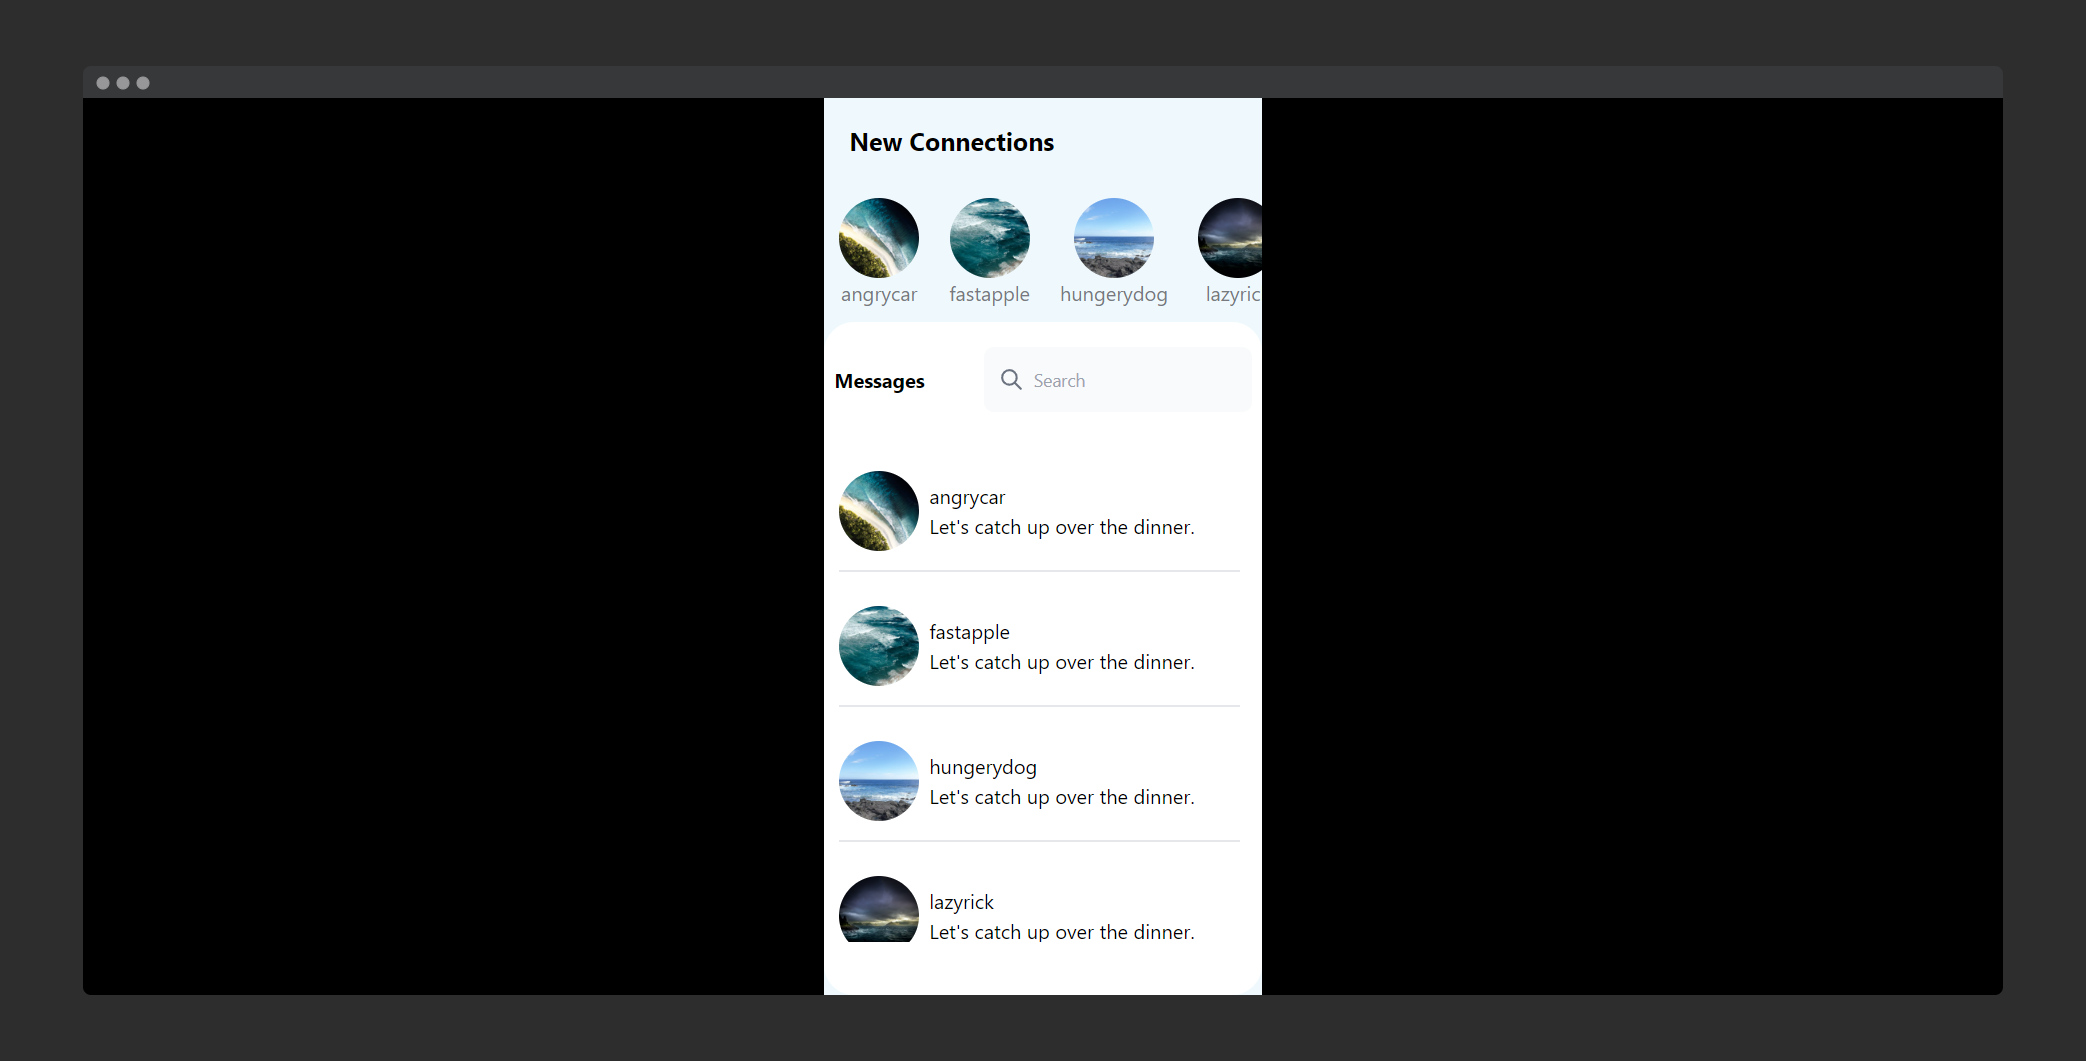 New Connections
angrycar
fastapple
hungerydog
lazyric
Messages
Search
angrycar
Let's catch up over the dinner.
fastapple
Let's catch up over the dinner.
hungerydog
Let's catch up over the dinner.
lazyrick
Let's catch up over the dinner.